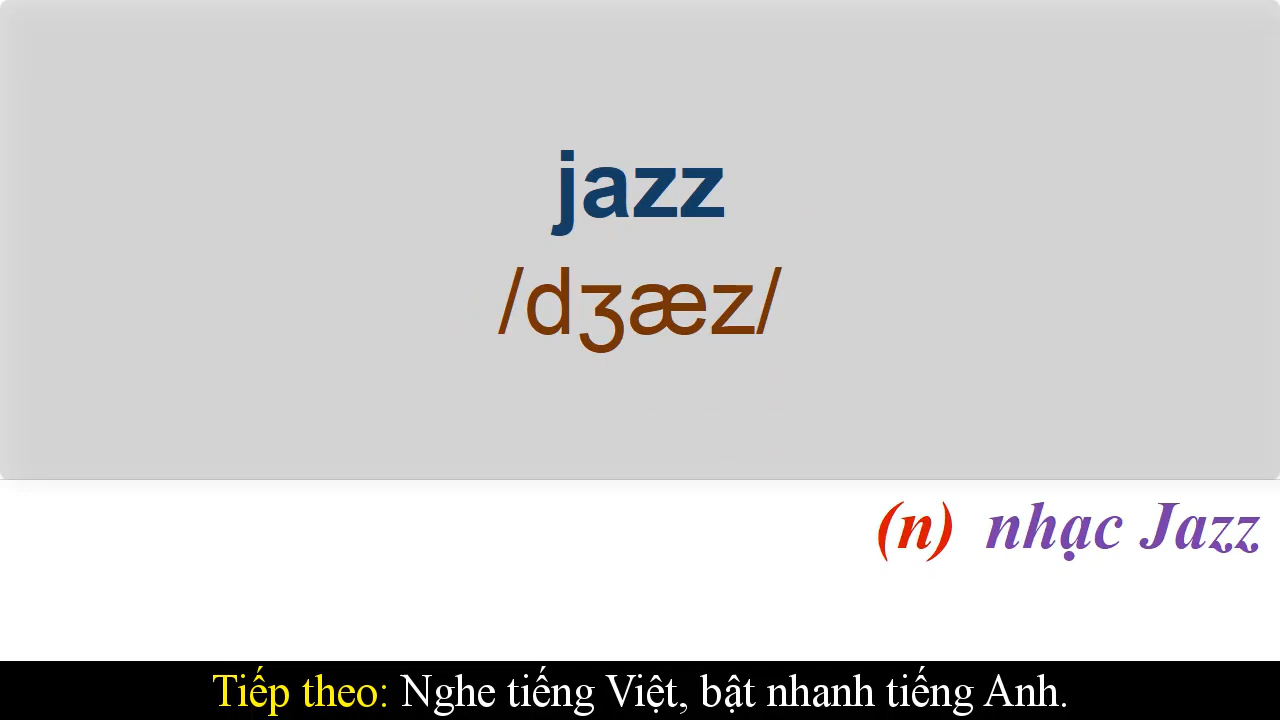 jazz
/dʒæz/
(n) nhạc Jazz
Tiếp theo: Nghe tiếng Việt, bật nhanh tiếng Anh.